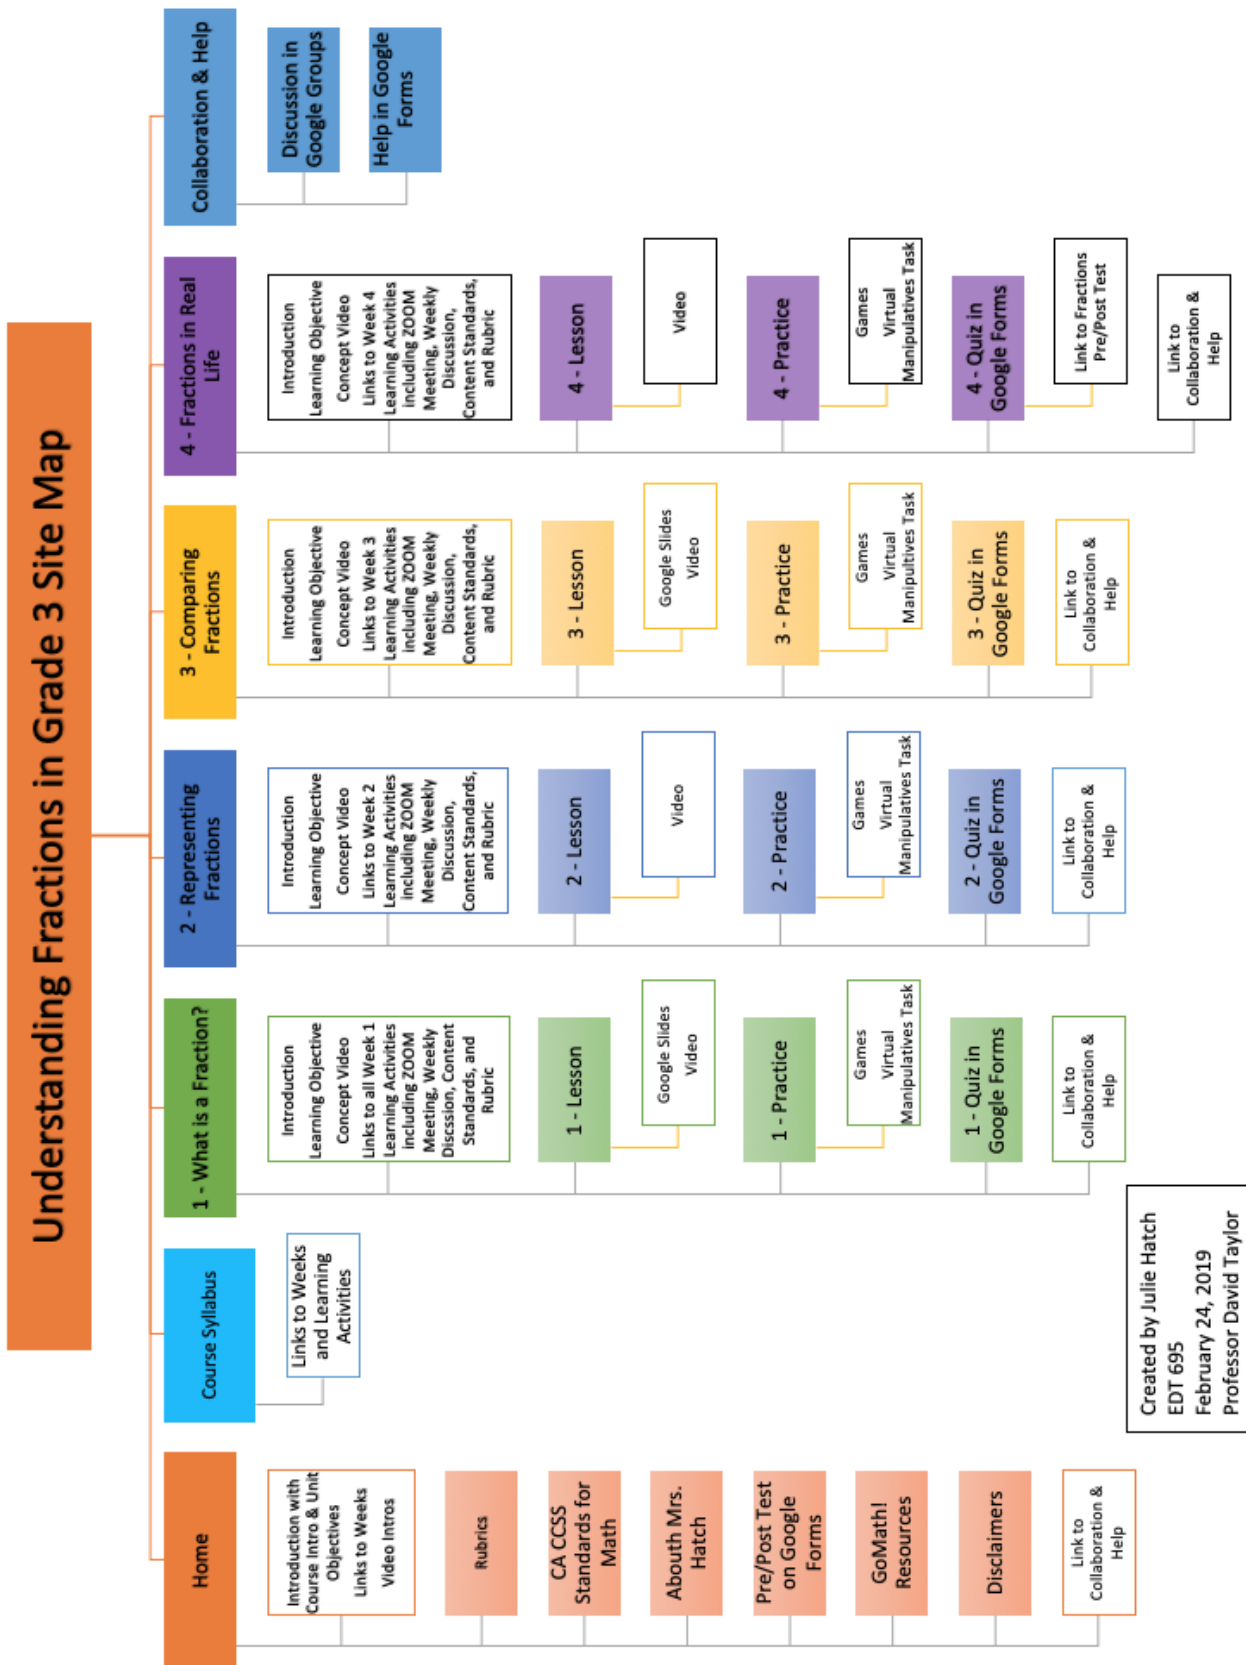 Understanding Fractions in Grade 3 Site Map
Home
Introduction with
Course Intro & Unit
Objectives
Links to Weeks
Video Intros
Rubrics
CA CCSS
Standards for
Math
Abouth Mrs.
Hatch
Pre/Post Test
on Google
Forms
GoMath!
Resources
Disclaimers
Link to
Collaboration &
Help
Course Syllabus
Links to Weeks
and Learning
Activities
1 - What is a Fraction?
Introduction
Learning Objective
Concept Video
Links to all Week 1
Learning Activities
including ZOOM
Meeting, Weekly
Discssion, Content
Standards, and
Rubric
1 - Lesson
Google Slides
Video
1 - Practice
Games
Virtual
Manipulatives Task
1 - Quiz in
Google Forms
Link to
Collaboration &
Help
2 - Representing
Fractions
Introduction
Learning Objective
Concept Video
Links to Week 2
Learning Activities
including ZOOM
Meeting, Weekly
Discussion,
Content Standards,
and Rubric
2 - Lesson
Video
2 - Practice
Games
Virtual
Manipulatives Task
2 - Quiz in
Google Forms
Link to
Collaboration &
Help
3 - Comparing
Fractions
Introduction
Learning Objective
Concept Video
Links to Week 3
Learning Activities
including ZOOM
Meeting, Weekly
Discussion,
Content Standards,
and Rubric
3 - Lesson
Google Slides
Video
3 - Practice
Games
Virtual
Manipultives Task
3 - Quiz in
Google Forms
Link to
Collaboration &
Help
4 - Fractions in Real
Life
Introduction
Learning Objective
Concept Video
Links to Week 4
Learning Activities
including ZOOM
Meeting, Weekly
Discussion,
Content Standards,
and Rubric
4 - Lesson
Video
4 - Practice
Games
Virtual
Manipulatives Task
4 - Quiz in
Google Forms
Link to Fractions
Pre/Post Test
Link to
Collaboration &
Help
Collaboration & Help
Discussion in
Google Groups
Help in Google
Forms
Created by Julie Hatch
EDT 695
February 24, 2019
Professor David Taylor